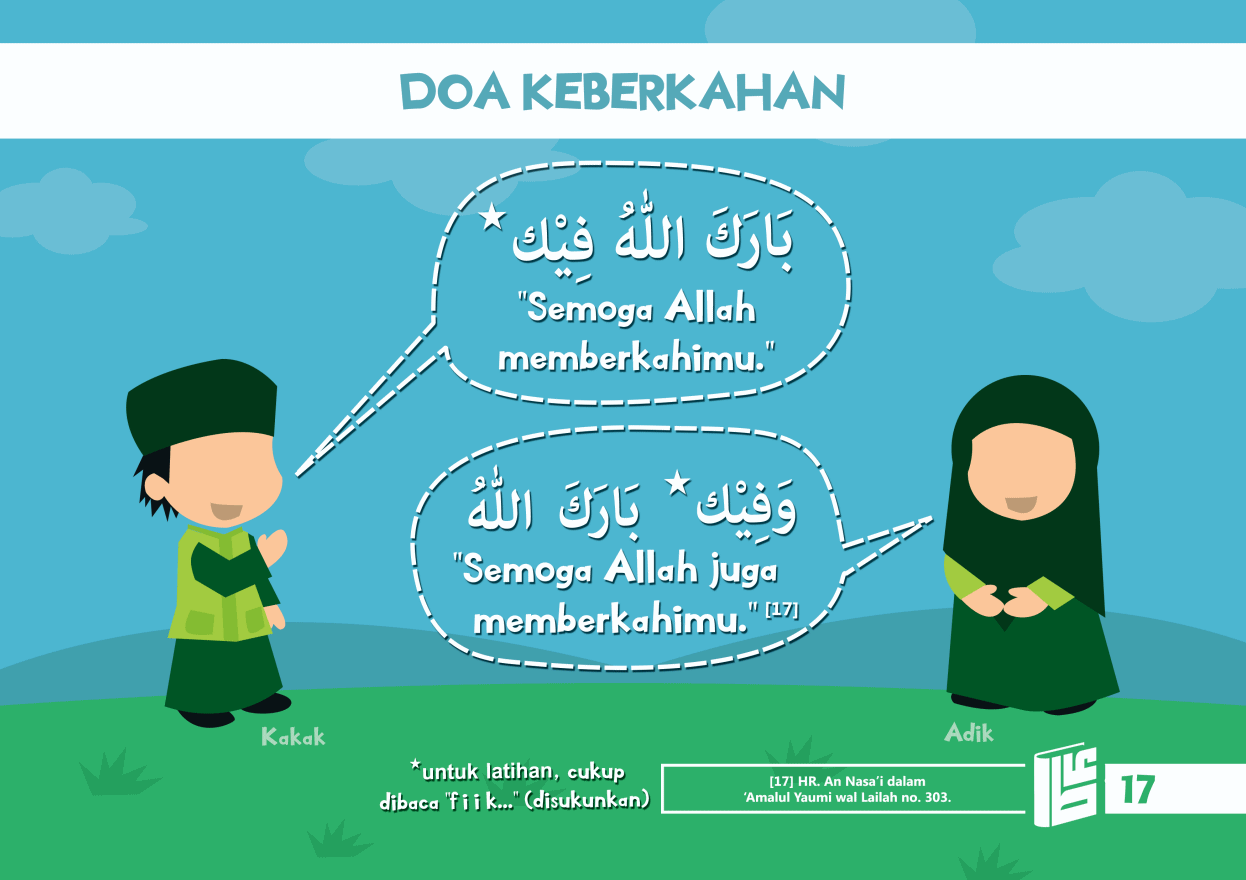 DOA KEBERKAHAN
بَارَكَ اللّٰهُ فِيْك★
"Semoga Allah
memberkahimu."
وَفِيْك★ بَارَكَ اللّٰهُ
"Semoga Allah juga
memberkahimu." [17]
Kakak
Adik
★untuk latihan, cukup
dibaca "f i i k..." (disukunkan)
[17] HR. An Nasa'i dalam
'Amalul Yaumi wal Lailah no. 303.
17